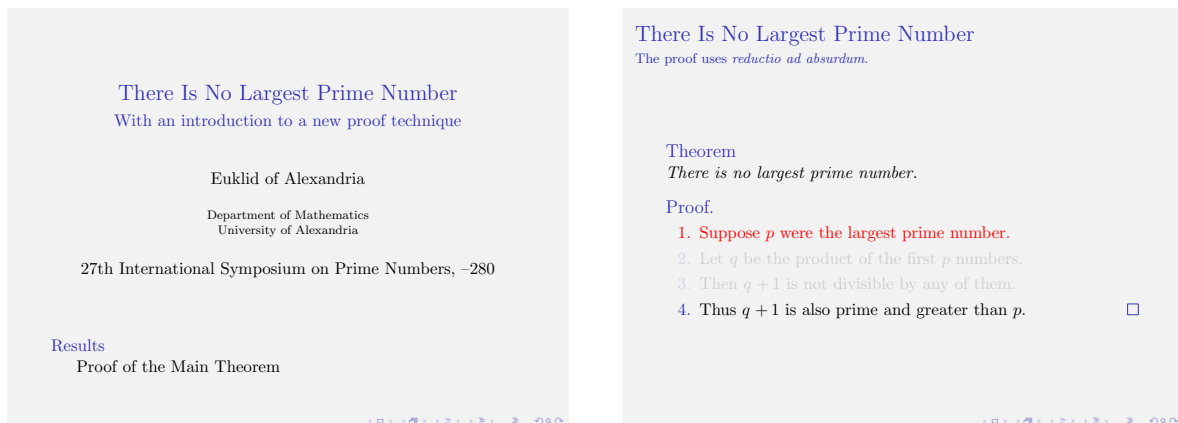 There Is No Largest Prime Number
With an introduction to a new proof technique
Euklid of Alexandria
Department of Mathematics
University of Alexandria
27th International Symposium on Prime Numbers, –280
Results
Proof of the Main Theorem
There Is No Largest Prime Number
The proof uses reductio ad absurdum.
Theorem
There is no largest prime number.
Proof.
1. Suppose p were the largest prime number.
2. Let q be the product of the first p numbers.
3. Then q + 1 is not divisible by any of them.
4. Thus q + 1 is also prime and greater than p.